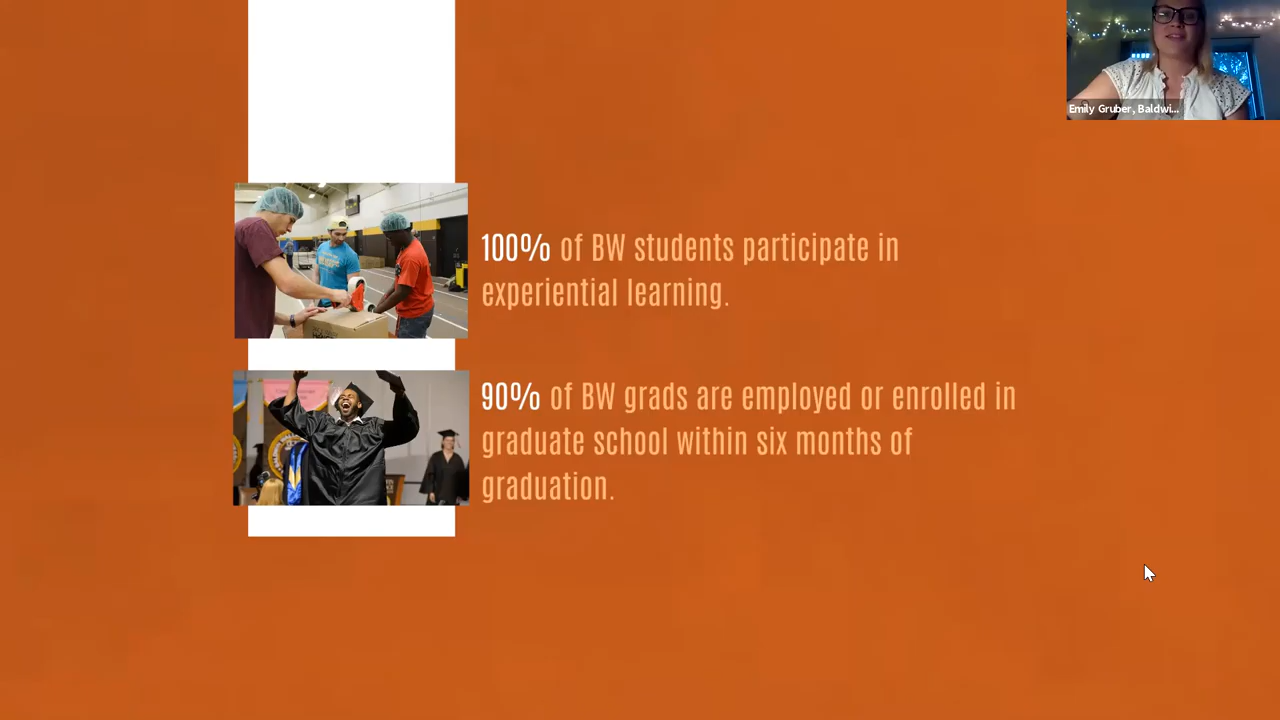 Emily Gruber, Baldwi...
100% of BW students participate in
experiential learning.
90% of BW grads are employed or enrolled in
graduate school within six months of
graduation.